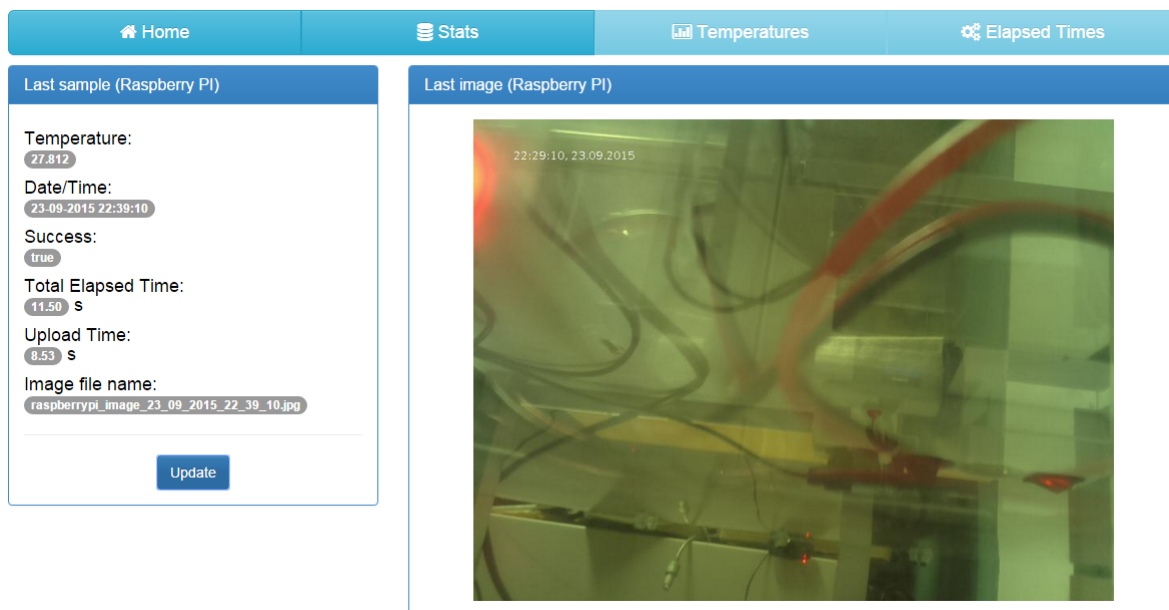 Home
Stats
Temperatures
Elapsed Times
Last sample (Raspberry PI)
Temperature:
27.812
Date/Time:
23-09-2015 22:39:10
Success:
true
Total Elapsed Time:
11.50 s
Upload Time:
8.53 s
Image file name:
raspberrypi_image_23_09_2015_22_39_10.jpg
Update
Last image (Raspberry PI)
22:29:10, 23.09.2015